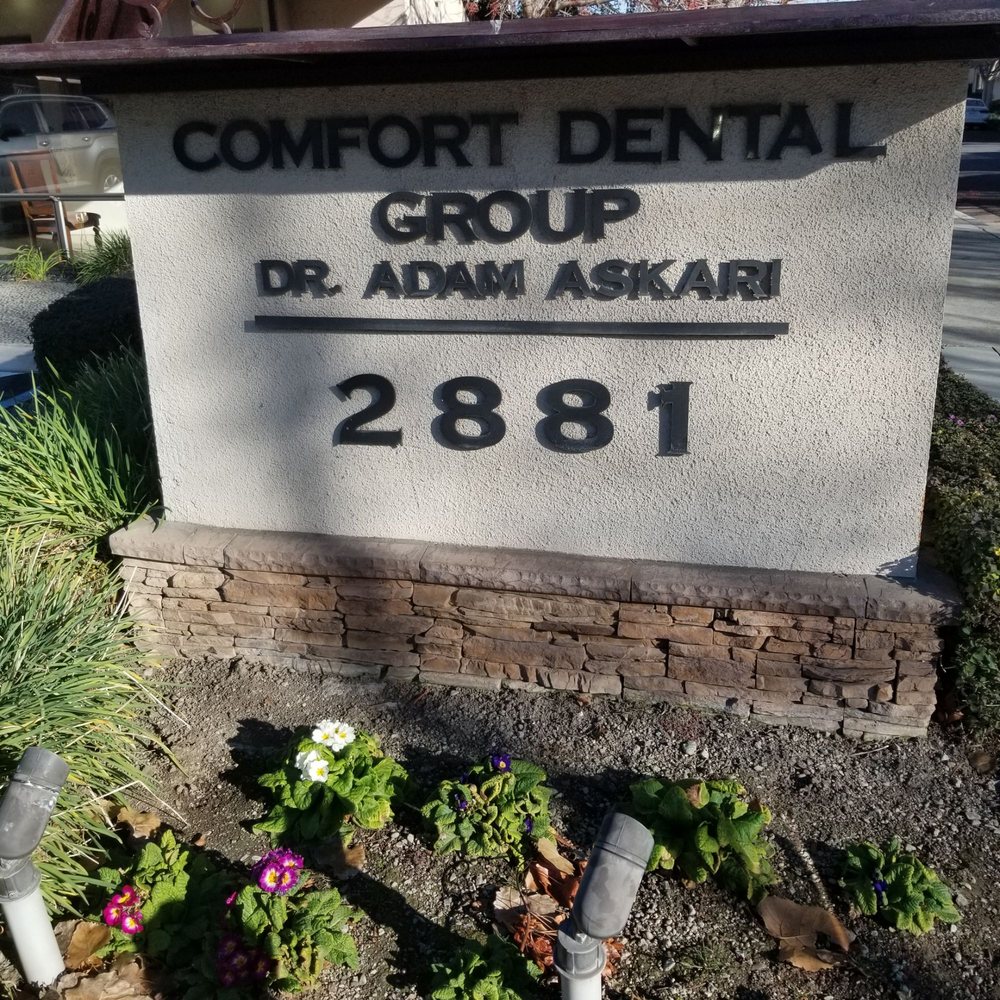 COMFORT DENTAL
GROUP
DR. ADAM ASKARI
2881